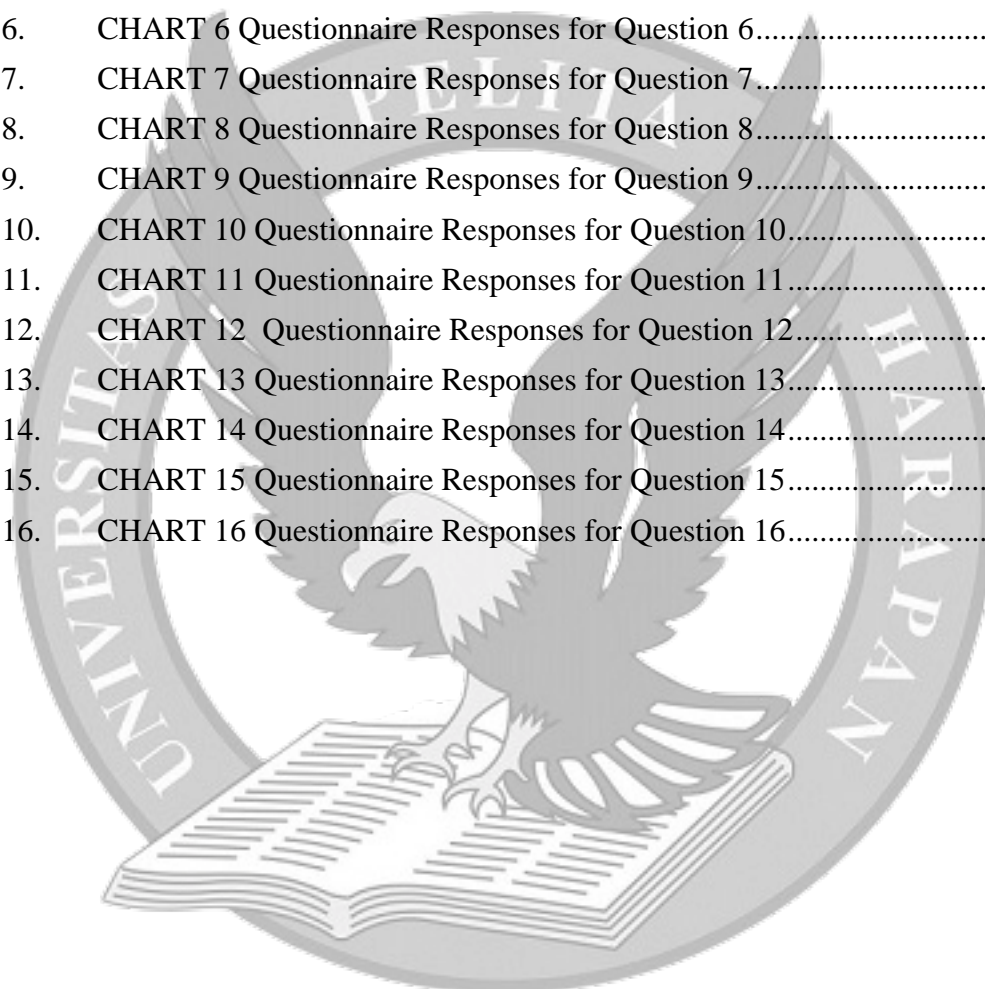 6. CHART 6 Questionnaire Responses for Question 6..........................
7. CHART 7 Questionnaire Responses for Question 7..........................
8. CHART 8 Questionnaire Responses for Question 8..........................
9. CHART 9 Questionnaire Responses for Question 9..........................
10. CHART 10 Questionnaire Responses for Question 10......................
11. CHART 11 Questionnaire Responses for Question 11......................
12. CHART 12  Questionnaire Responses for Question 12.....................
13. CHART 13 Questionnaire Responses for Question 13......................
14. CHART 14 Questionnaire Responses for Question 14......................
15. CHART 15 Questionnaire Responses for Question 15......................
16. CHART 16 Questionnaire Responses for Question 16......................
UNIVERSITAS PELITA HARAPAN